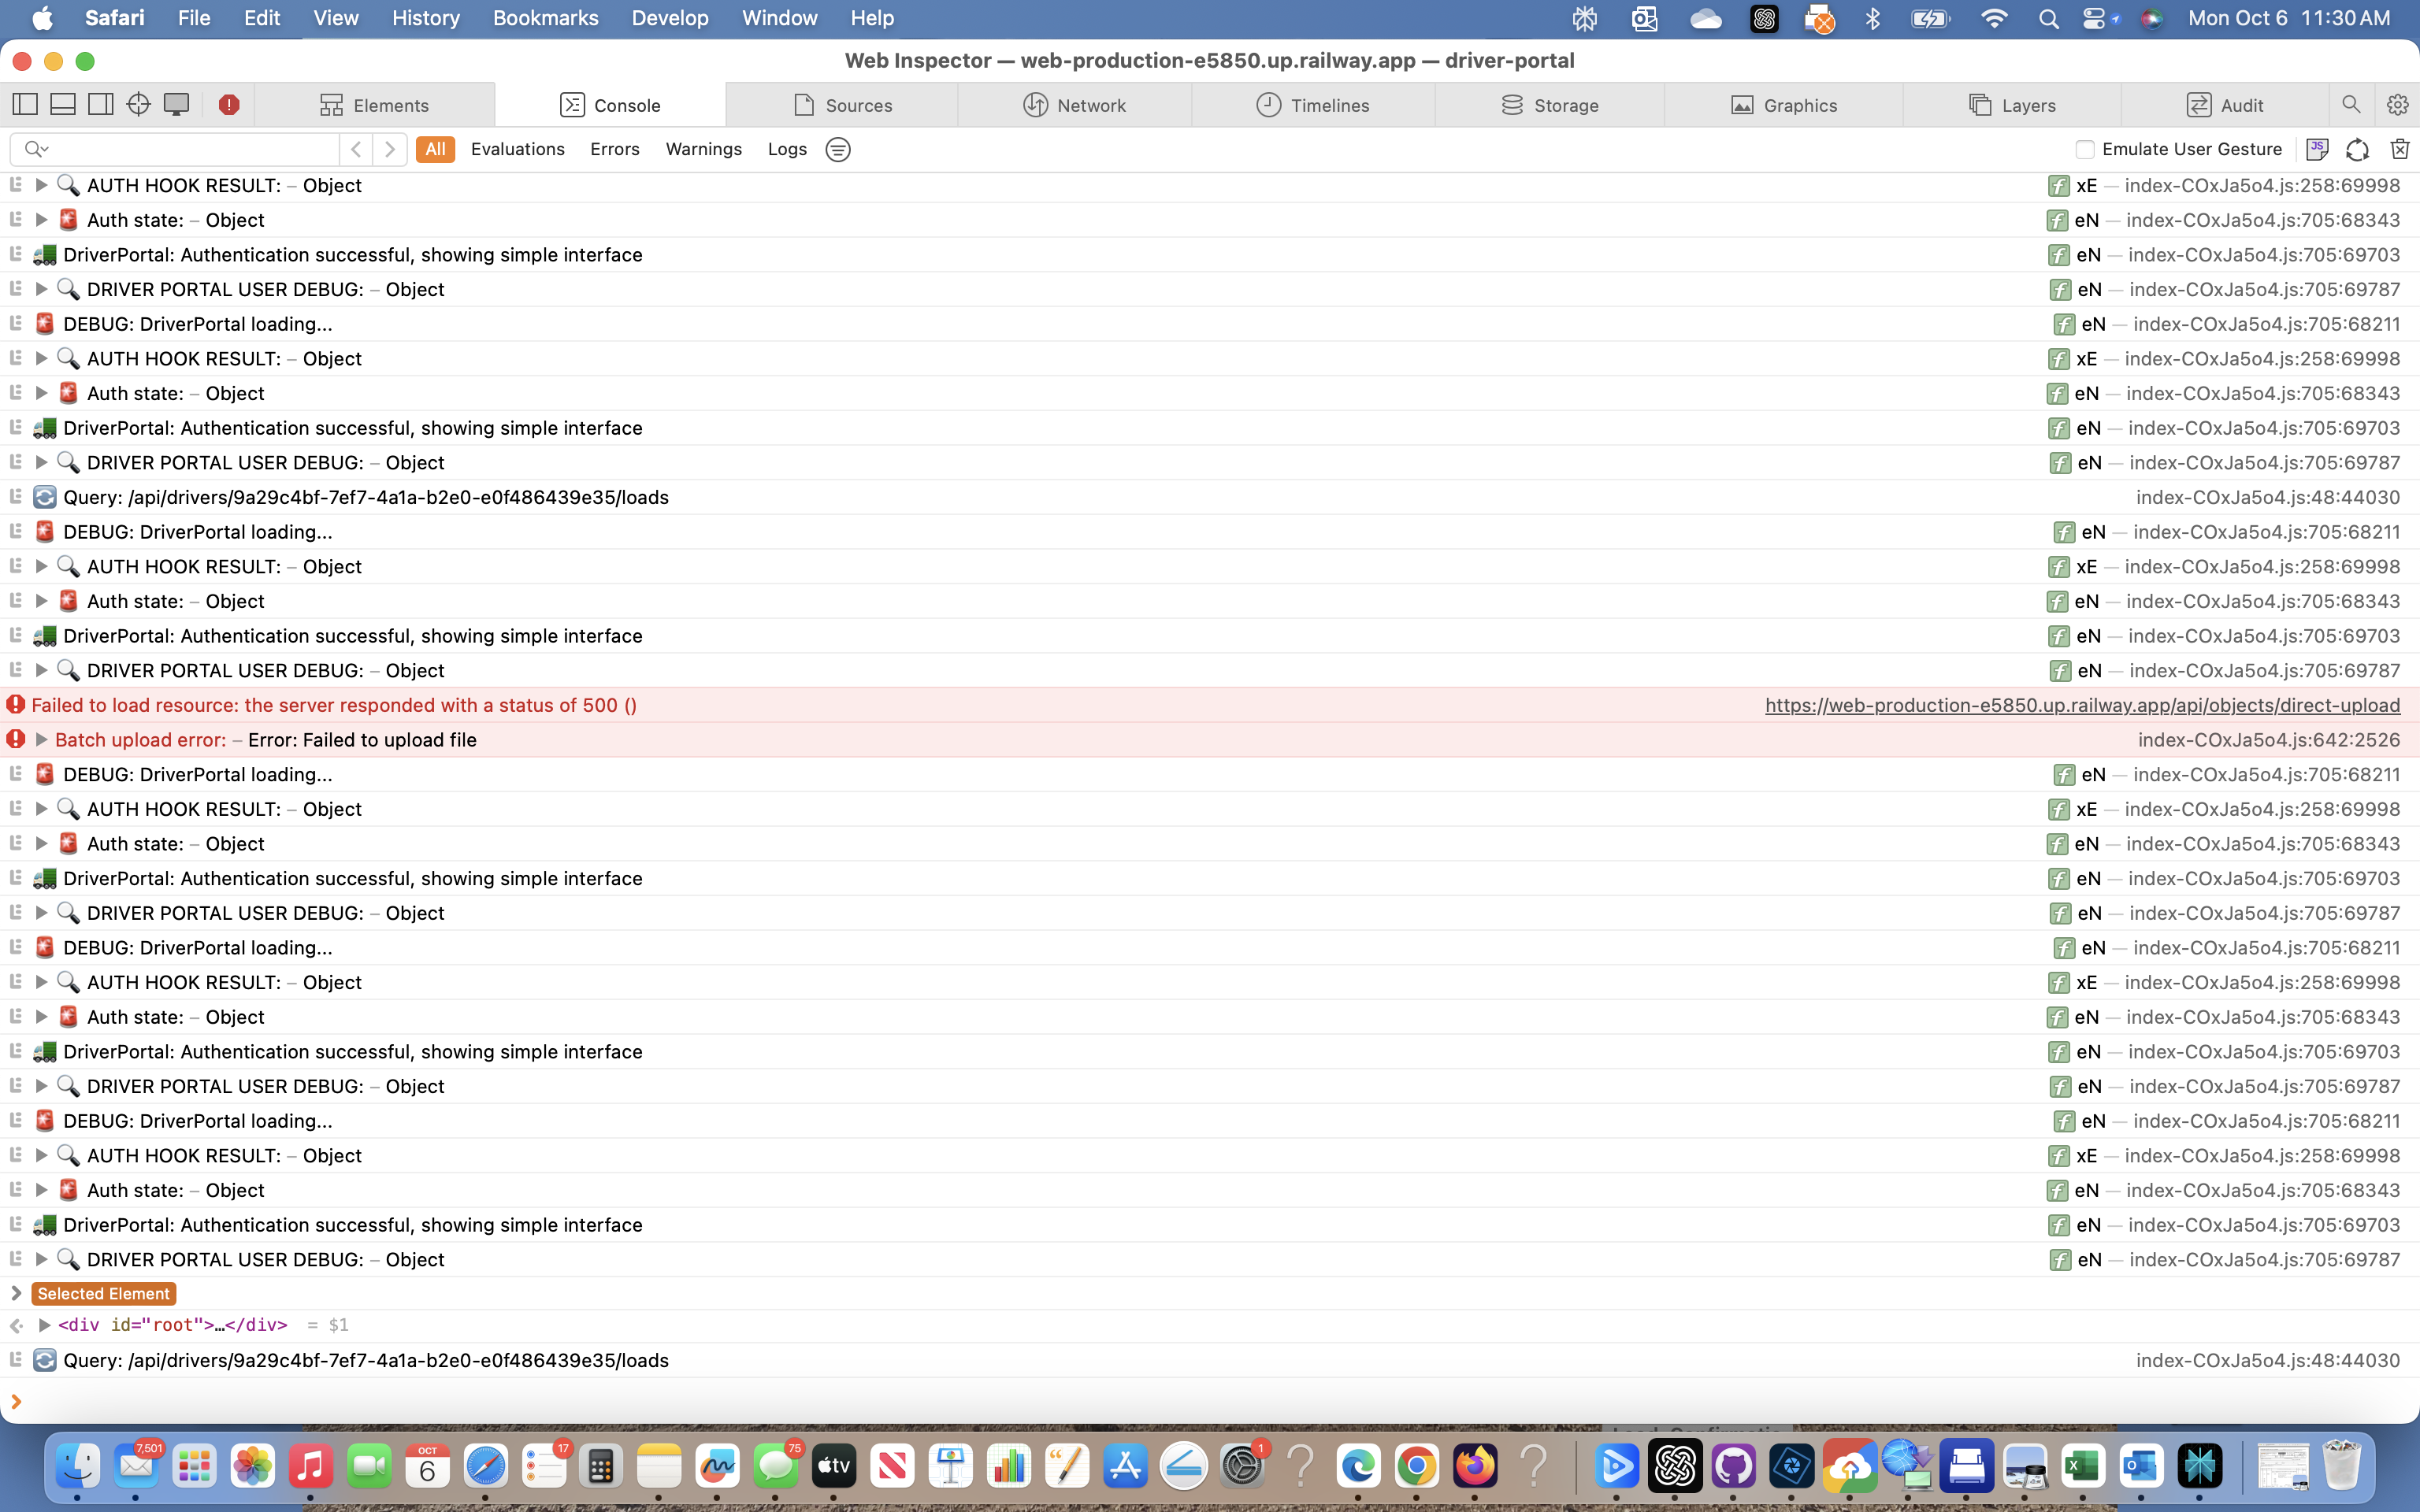 Safari File Edit View History Bookmarks Develop Window Help Mon Oct 6 11:30 AM
Web Inspector — web-production-e5850.up.railway.app — driver-portal
Elements Console Sources Network Timelines Storage Graphics Layers Audit
All Evaluations Errors Warnings Logs Emulate User Gesture JS
AUTH HOOK RESULT: – Object f xE — index-COxJa5o4.js:258:69998
Auth state: – Object f eN — index-COxJa5o4.js:705:68343
DriverPortal: Authentication successful, showing simple interface f eN — index-COxJa5o4.js:705:69703
DRIVER PORTAL USER DEBUG: – Object f eN — index-COxJa5o4.js:705:69787
DEBUG: DriverPortal loading... f eN — index-COxJa5o4.js:705:68211
AUTH HOOK RESULT: – Object f xE — index-COxJa5o4.js:258:69998
Auth state: – Object f eN — index-COxJa5o4.js:705:68343
DriverPortal: Authentication successful, showing simple interface f eN — index-COxJa5o4.js:705:69703
DRIVER PORTAL USER DEBUG: – Object f eN — index-COxJa5o4.js:705:69787
Query: /api/drivers/9a29c4bf-7ef7-4a1a-b2e0-e0f486439e35/loads index-COxJa5o4.js:48:44030
DEBUG: DriverPortal loading... f eN — index-COxJa5o4.js:705:68211
AUTH HOOK RESULT: – Object f xE — index-COxJa5o4.js:258:69998
Auth state: – Object f eN — index-COxJa5o4.js:705:68343
DriverPortal: Authentication successful, showing simple interface f eN — index-COxJa5o4.js:705:69703
DRIVER PORTAL USER DEBUG: – Object f eN — index-COxJa5o4.js:705:69787
Failed to load resource: the server responded with a status of 500 () https://web-production-e5850.up.railway.app/api/objects/direct-upload
Batch upload error: – Error: Failed to upload file index-COxJa5o4.js:642:2526
DEBUG: DriverPortal loading... f eN — index-COxJa5o4.js:705:68211
AUTH HOOK RESULT: – Object f xE — index-COxJa5o4.js:258:69998
Auth state: – Object f eN — index-COxJa5o4.js:705:68343
DriverPortal: Authentication successful, showing simple interface f eN — index-COxJa5o4.js:705:69703
DRIVER PORTAL USER DEBUG: – Object f eN — index-COxJa5o4.js:705:69787
DEBUG: DriverPortal loading... f eN — index-COxJa5o4.js:705:68211
AUTH HOOK RESULT: – Object f xE — index-COxJa5o4.js:258:69998
Auth state: – Object f eN — index-COxJa5o4.js:705:68343
DriverPortal: Authentication successful, showing simple interface f eN — index-COxJa5o4.js:705:69703
DRIVER PORTAL USER DEBUG: – Object f eN — index-COxJa5o4.js:705:69787
DEBUG: DriverPortal loading... f eN — index-COxJa5o4.js:705:68211
AUTH HOOK RESULT: – Object f xE — index-COxJa5o4.js:258:69998
Auth state: – Object f eN — index-COxJa5o4.js:705:68343
DriverPortal: Authentication successful, showing simple interface f eN — index-COxJa5o4.js:705:69703
DRIVER PORTAL USER DEBUG: – Object f eN — index-COxJa5o4.js:705:69787
Selected Element
<div id="root">…</div> = $1
Query: /api/drivers/9a29c4bf-7ef7-4a1a-b2e0-e0f486439e35/loads index-COxJa5o4.js:48:44030
7,501 OCT 6 17 75 tv 1